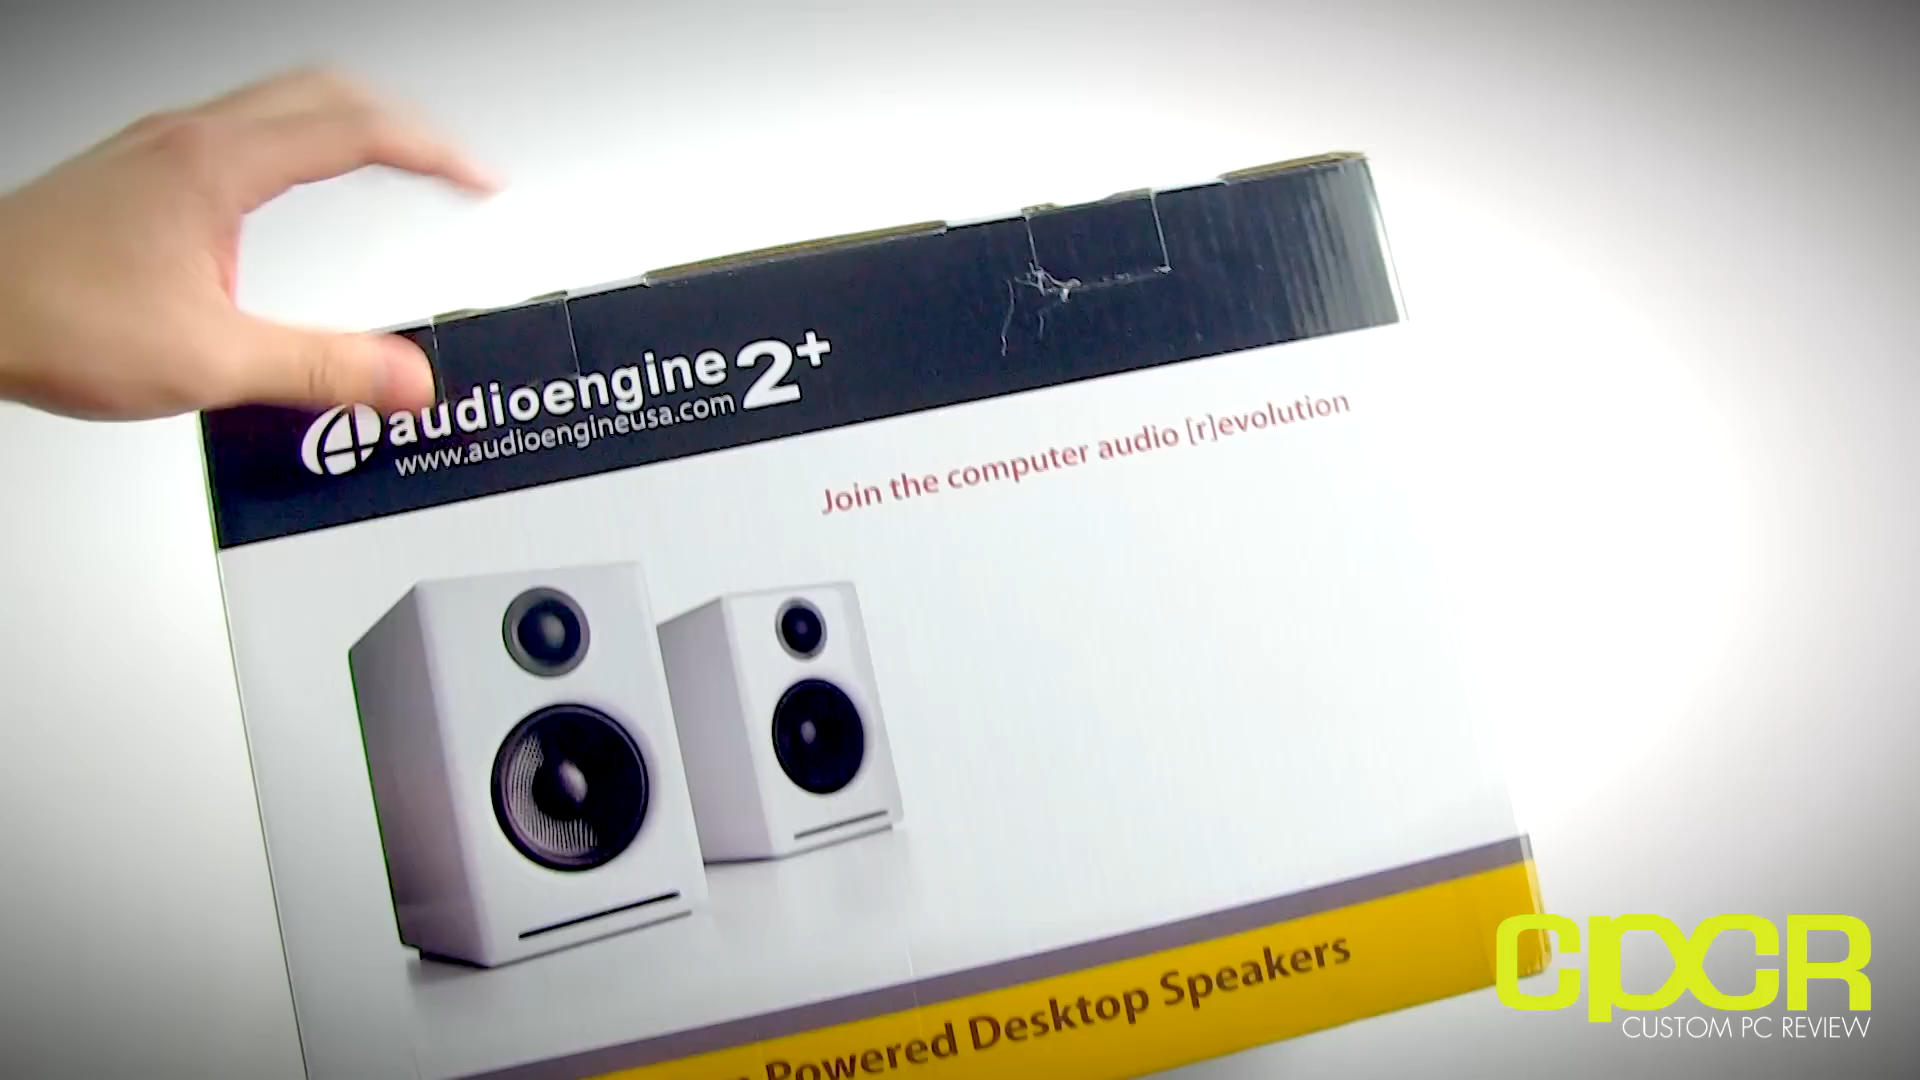 audioengine 2+
www.audioengineusa.com
Join the computer audio [r]evolution
Powered Desktop Speakers
CPCR
CUSTOM PC REVIEW